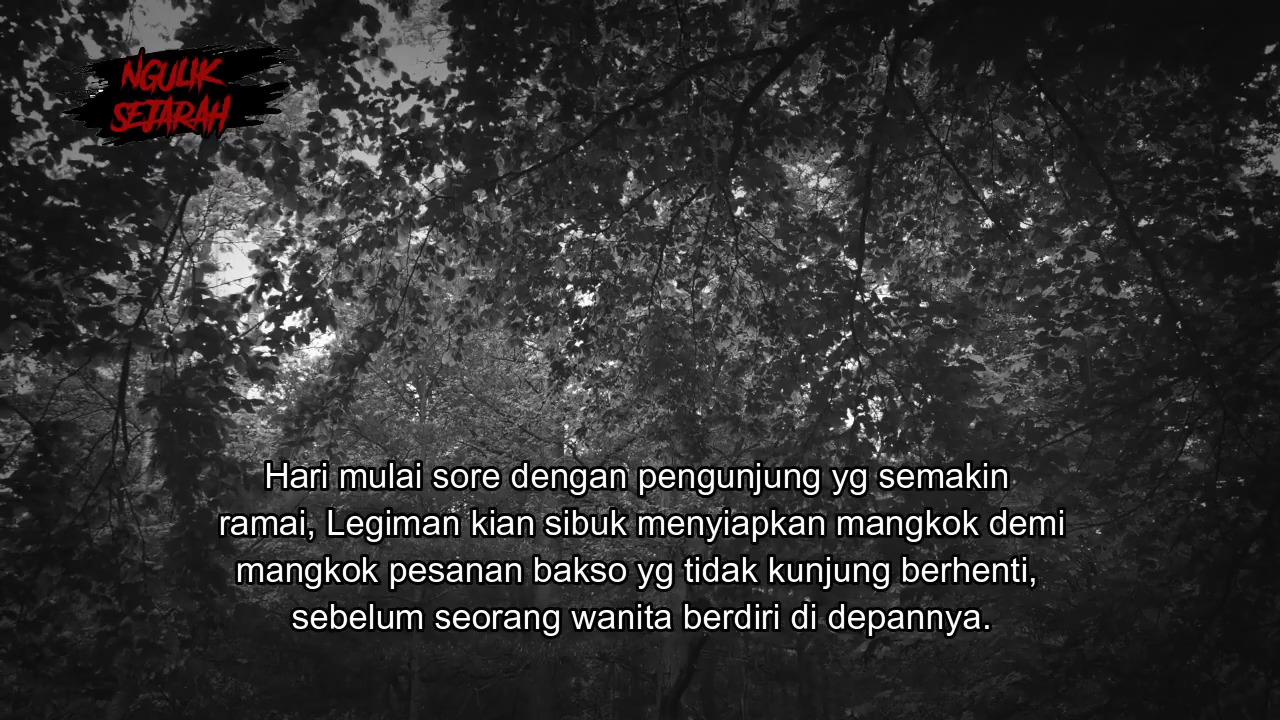 NGULIK
SEJARAH
Hari mulai sore dengan pengunjung yg semakin
ramai, Legiman kian sibuk menyiapkan mangkok demi
mangkok pesanan bakso yg tidak kunjung berhenti,
sebelum seorang wanita berdiri di depannya.